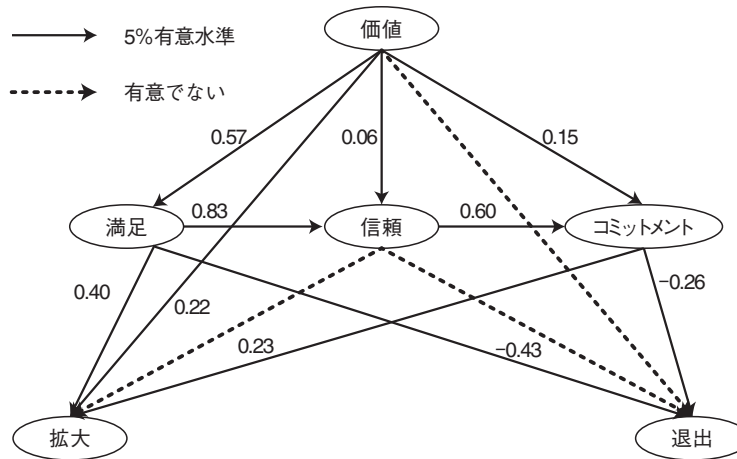 5%有意水準
価値
有意でない
0.57
0.06
0.15
満足
0.83
信頼
0.60
コミットメント
0.40
0.22
-0.26
0.23
-0.43
拡大
退出